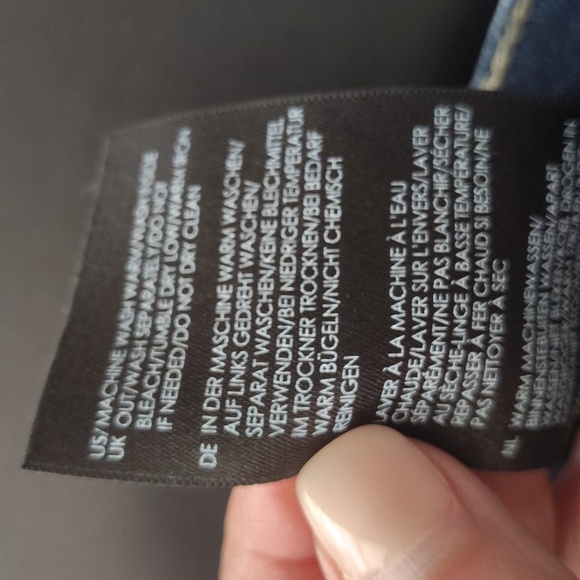 US/ MACHINE WASH WARM/WASH INSIDE
UK OUT/WASH SEPARATELY/DO NOT
BLEACH/TUMBLE DRY LOW/WARM IRON
IF NEEDED/DO NOT DRY CLEAN
DE IN DER MASCHINE WARM WASCHEN/
AUF LINKS GEDREHT WASCHEN/
SEPARAT WASCHEN/KEINE BLEICHMITTEL
VERWENDEN/BEI NIEDRIGER TEMPERATUR
IM TROCKNER TROCKNEN/BEI BEDARF
WARM BÜGELN/NICHT CHEMISCH
REINIGEN
AVER À LA MACHINE À L'EAU
CHAUDE/LAVER SUR L'ENVERS/LAVER
SÉPARÉMENT/NE PAS BLANCHIR/SÉCHER
AU SÈCHE-LINGE À BASSE TEMPÉRATURE/
REPASSER À FER CHAUD SI BESOIN/NE
PAS NETTOYER À SEC
NL WARM MACHINEWASSEN/
BINNENSTEBUITEN WASSEN/APART